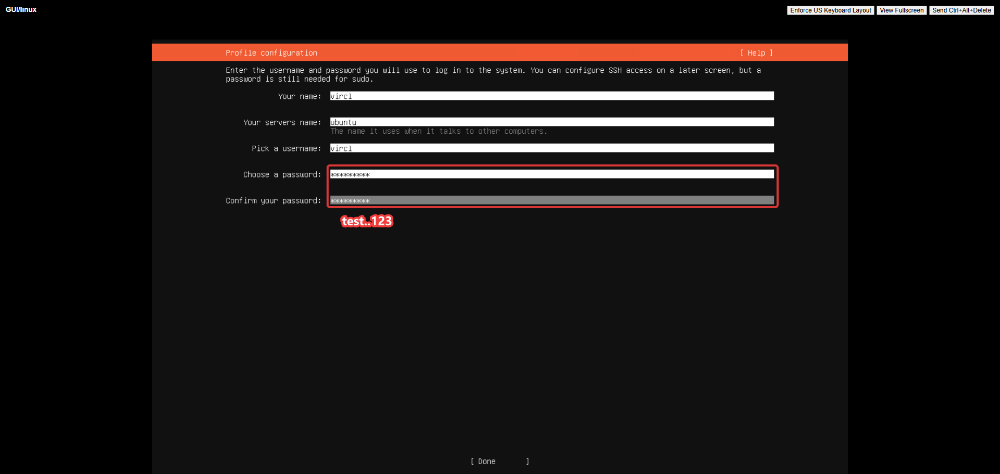 GUI/linux
Enforce US Keyboard Layout View Fullscreen Send Ctrl+Alt+Delete
Profile configuration [ Help ]
Enter the username and password you will use to log in to the system. You can configure SSH access on a later screen, but a
password is still needed for sudo.
Your name: vircl
Your servers name: ubuntu
The name it uses when it talks to other computers.
Pick a username: vircl
Choose a password: *********
Confirm your password: *********
test..123
[ Done ]